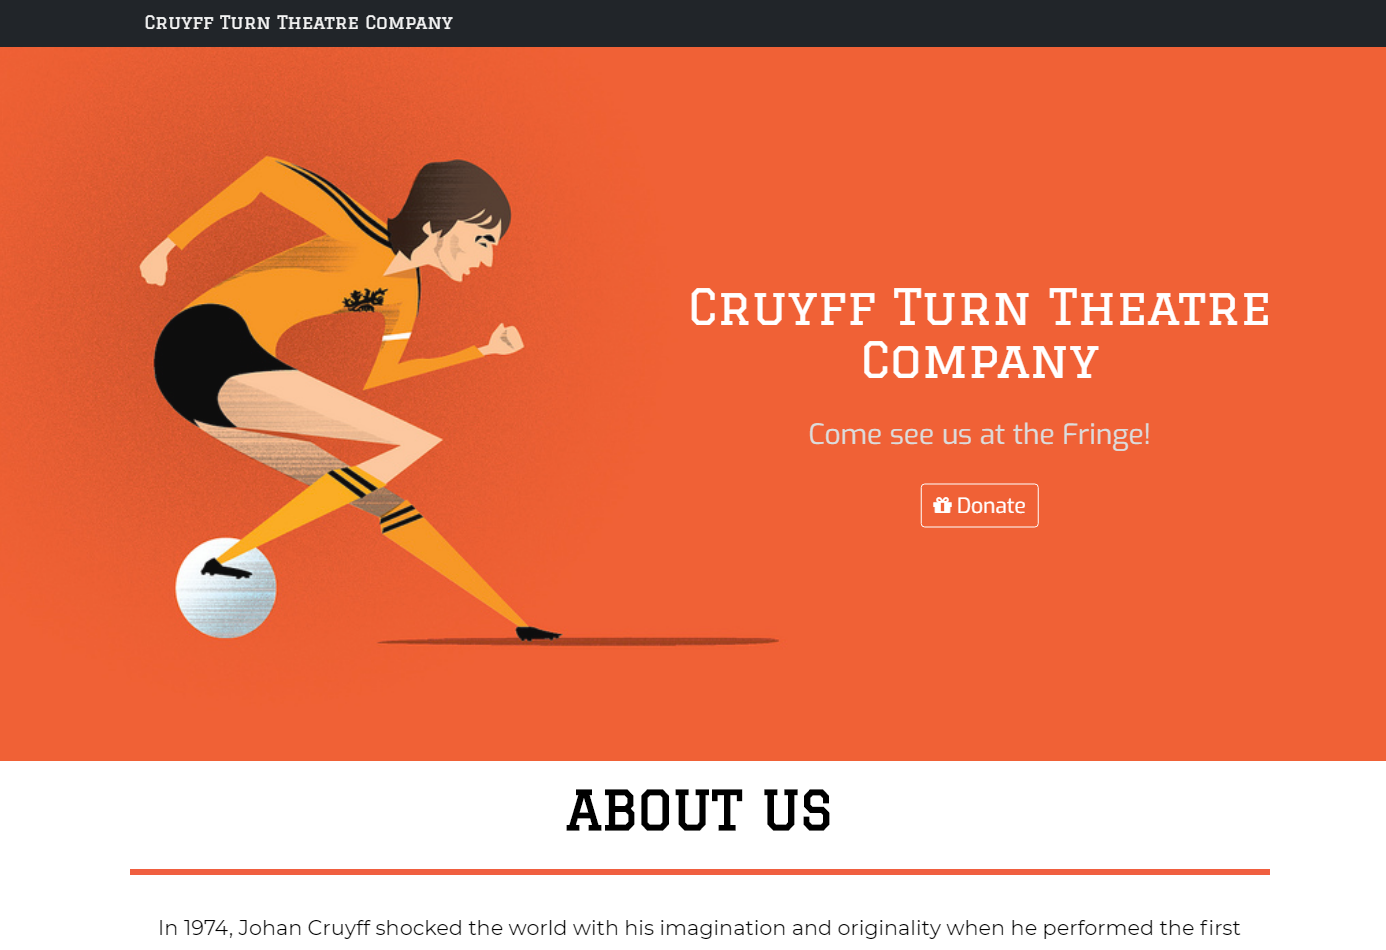 Cruyff Turn Theatre Company
Cruyff Turn Theatre
Company
Come see us at the Fringe!
Donate
ABOUT US
In 1974, Johan Cruyff shocked the world with his imagination and originality when he performed the first